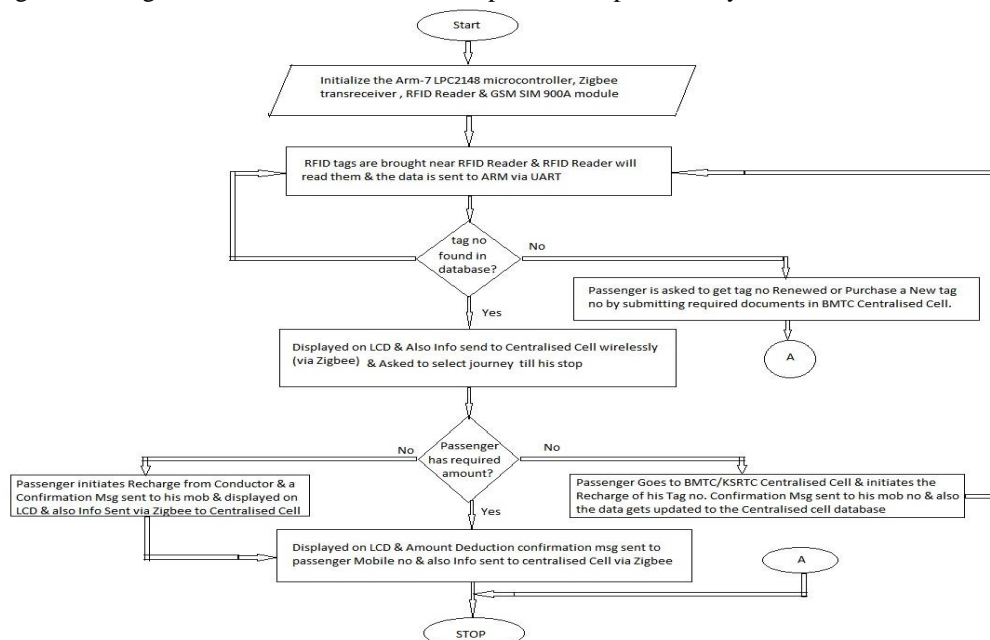 Start
Initialize the Arm-7 LPC2148 microcontroller, Zigbee
transreceiver , RFID Reader & GSM SIM 900A module
RFID tags are brought near RFID Reader & RFID Reader will
read them & the data is sent to ARM via UART
tag no
found in
database?
No
Passenger is asked to get tag no Renewed or Purchase a New tag
no by submitting required documents in BMTC Centralised Cell.
A
Yes
Displayed on LCD & Also Info send to Centralised Cell wirelessly
(via Zigbee) & Asked to select journey till his stop
Passenger
has required
amount?
No
No
Passenger initiates Recharge from Conductor & a
Confirmation Msg sent to his mob & displayed on
LCD & also Info Sent via Zigbee to Centralised Cell
Passenger Goes to BMTC/KSRTC Centralised Cell & initiates the
Recharge of his Tag no. Confirmation Msg sent to his mob no & also
the data gets updated to the Centralised cell database
Yes
Displayed on LCD & Amount Deduction confirmation msg sent to
passenger Mobile no & also Info sent to centralised Cell via Zigbee
A
STOP